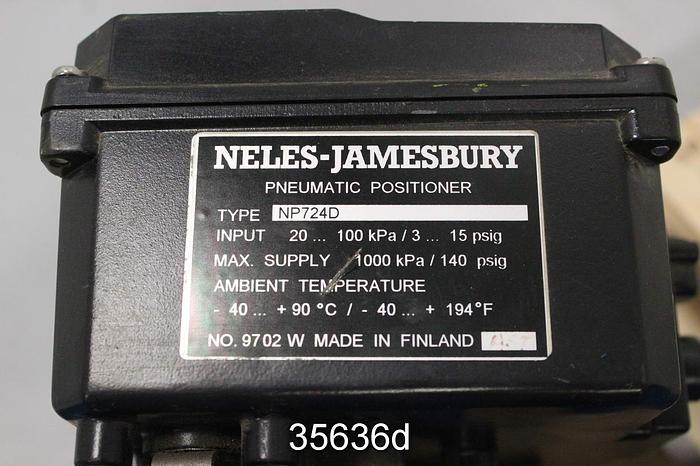 NELES-JAMESBURY
PNEUMATIC POSITIONER
TYPE NP724D
INPUT 20 ... 100 kPa / 3 ... 15 psig
MAX. SUPPLY 1000 kPa / 140 psig
AMBIENT TEMPERATURE
- 40 ... + 90 °C / - 40 ... + 194°F
NO. 9702 W MADE IN FINLAND
35636d